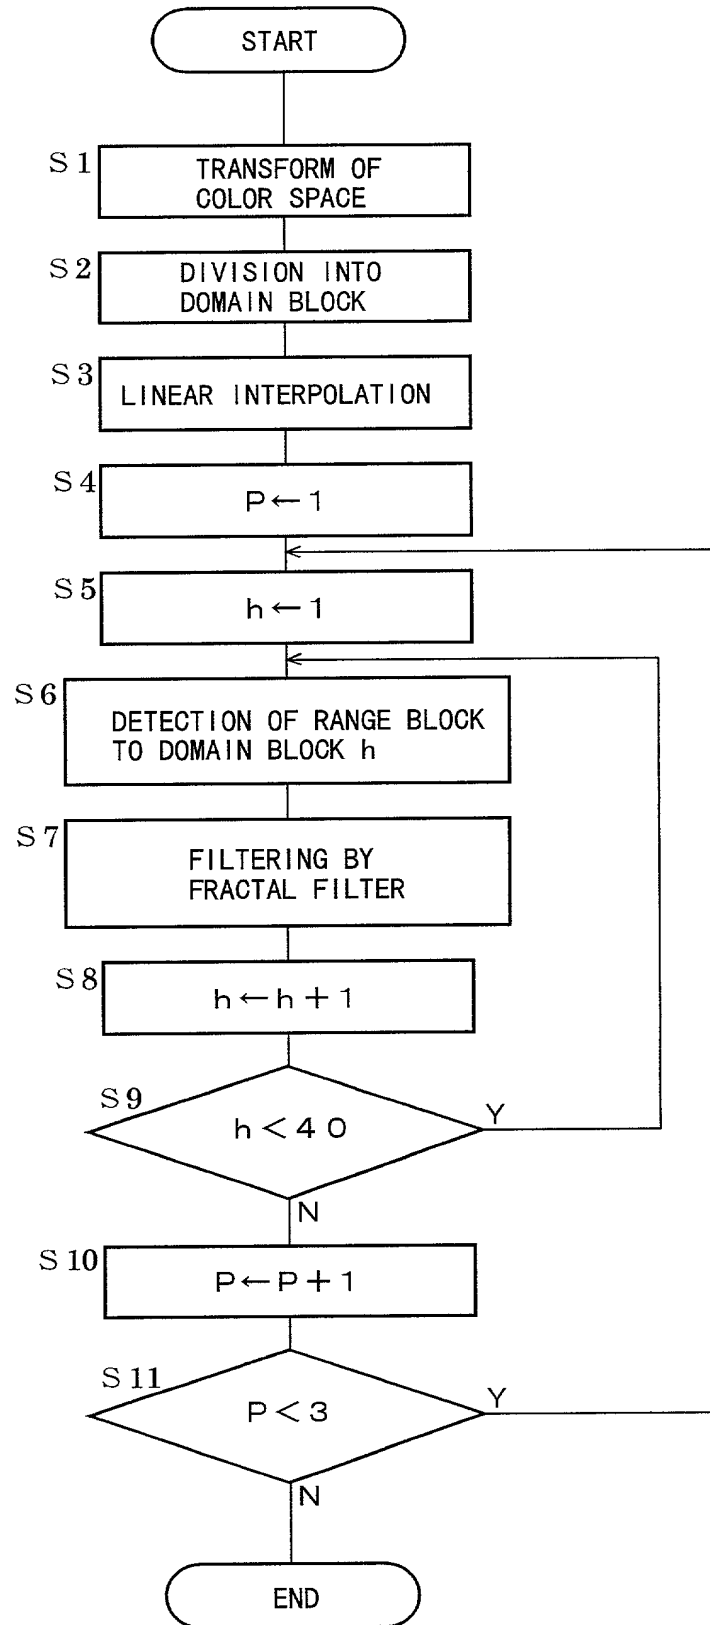 START
S1
TRANSFORM OF
COLOR SPACE
S2
DIVISION INTO
DOMAIN BLOCK
S3
LINEAR INTERPOLATION
S4
P←1
S5
h←1
S6
DETECTION OF RANGE BLOCK
TO DOMAIN BLOCK h
S7
FILTERING BY
FRACTAL FILTER
S8
h←h+1
S9
h<40
Y
N
S10
P←P+1
S11
P<3
Y
N
END